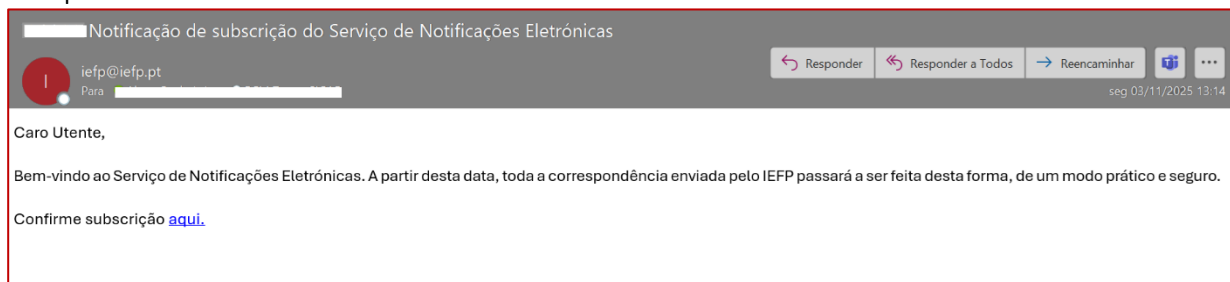 Notificação de subscrição do Serviço de Notificações Eletrónicas
I
iefp@iefp.pt
Para
Responder
Responder a Todos
Reencaminhar
seg 03/11/2025 13:14
Caro Utente,
Bem-vindo ao Serviço de Notificações Eletrónicas. A partir desta data, toda a correspondência enviada pelo IEFP passará a ser feita desta forma, de um modo prático e seguro.
Confirme subscrição aqui.